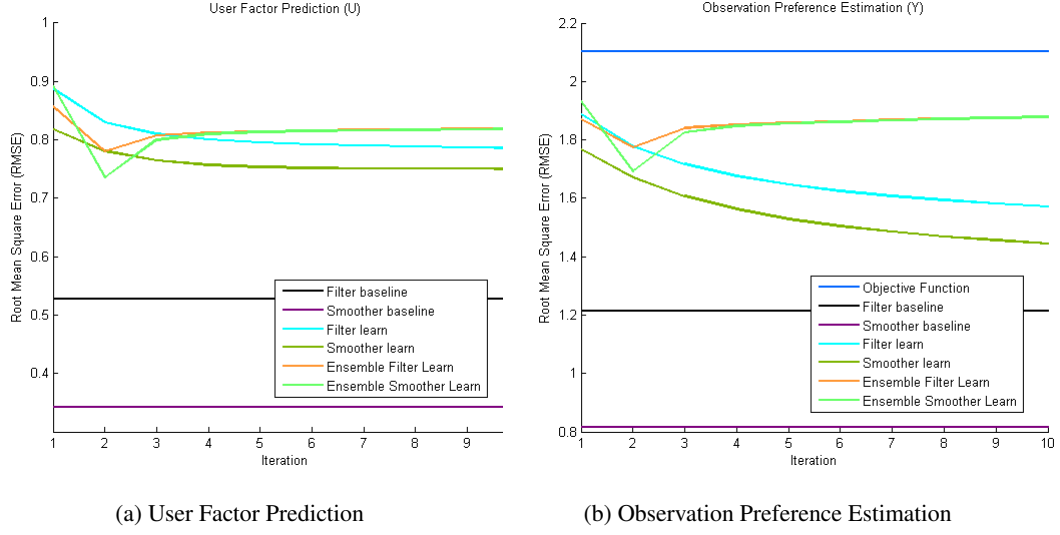 User Factor Prediction (U)
Root Mean Square Error (RMSE)
1
0.9
0.8
0.7
0.6
0.5
0.4
1 2 3 4 5 6 7 8 9
Iteration
Filter baseline
Smoother baseline
Filter learn
Smoother learn
Ensemble Filter Learn
Ensemble Smoother Learn
(a) User Factor Prediction
Observation Preference Estimation (Y)
Root Mean Square Error (RMSE)
2.2
2
1.8
1.6
1.4
1.2
1
0.8
1 2 3 4 5 6 7 8 9 10
Iteration
Objective Function
Filter baseline
Smoother baseline
Filter learn
Smoother learn
Ensemble Filter Learn
Ensemble Smoother Learn
(b) Observation Preference Estimation